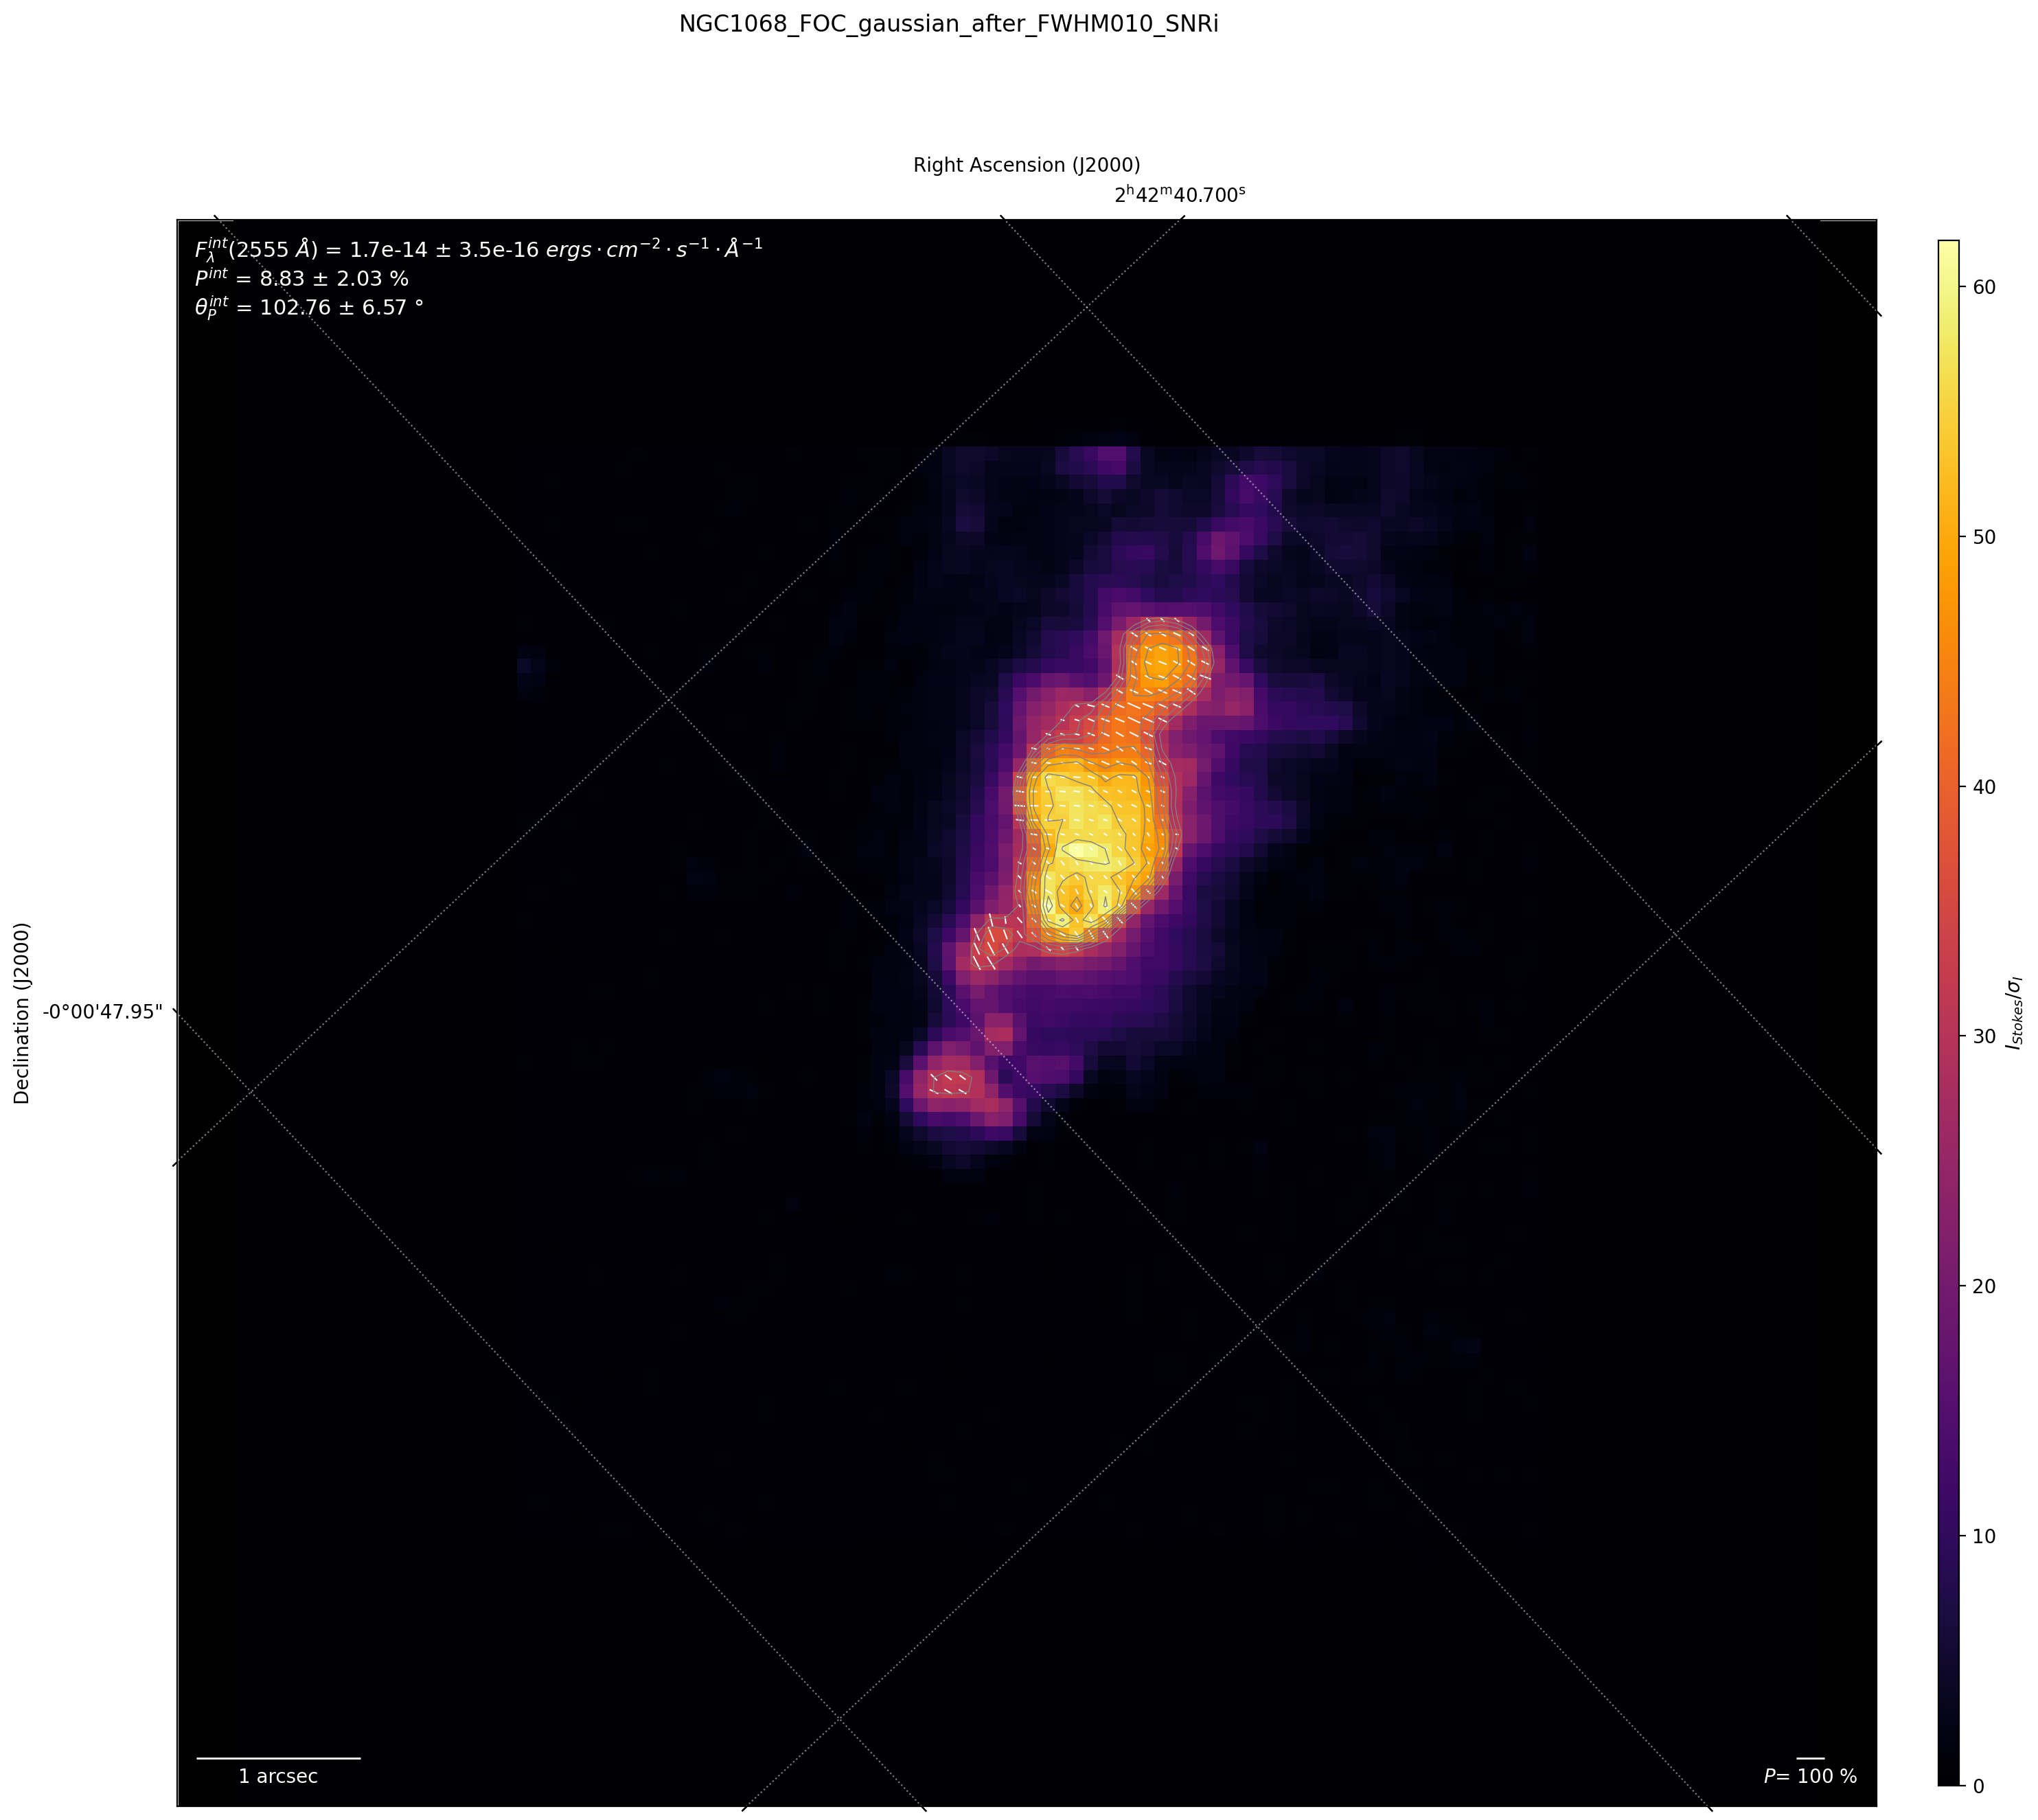 NGC1068_FOC_gaussian_after_FWHM010_SNRi
Right Ascension (J2000)
2ʰ42ᵐ40.700ˢ
F_λ^int(2555 Å) = 1.7e-14 ± 3.5e-16 ergs · cm⁻² · s⁻¹ · Å⁻¹
P^int = 8.83 ± 2.03 %
θ_P^int = 102.76 ± 6.57 °
60
50
40
30
20
10
0
I_Stokes/σ_I
Declination (J2000)
-0°00'47.95"
1 arcsec
P= 100 %